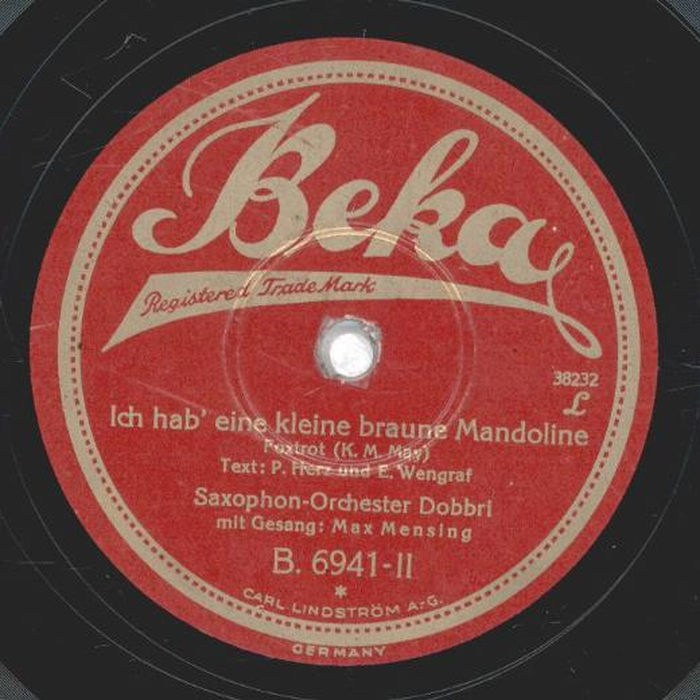 Beka
Registered Trade Mark
38232
L
Ich hab' eine kleine braune Mandoline
Foxtrot (K. M. May)
Text: P. Herz und E. Wengraf
Saxophon-Orchester Dobbri
mit Gesang: Max Mensing
B. 6941-II
*
CARL LINDSTRÖM A.-G.
GERMANY